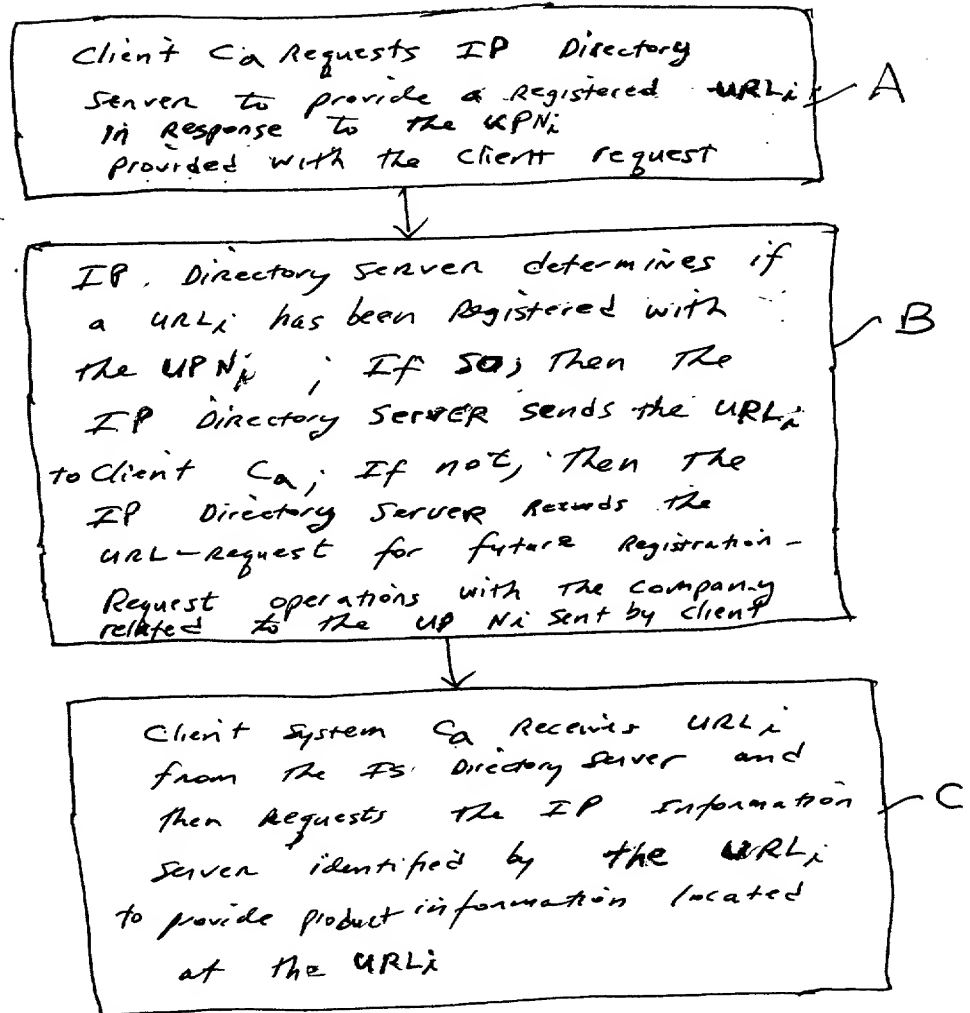 Client Ca Requests IP Directory
Server to provide a Registered URLi
in Response to the UPNi
provided with the client request
A
IP. Directory Server determines if
a URLi has been Registered with
the UPNi ; If so; Then the
IP Directory Server sends the URLi
to Client Ca; If not, Then The
IP Directory Server Records the
URL-Request for future Registration-
Request operations with The company
related to the UPNi sent by client
B
Client System Ca Receives URLi
from The IS. Directory Server and
then Requests the IP Information
Server identified by the URLi
to provide product information located
at the URLi
C